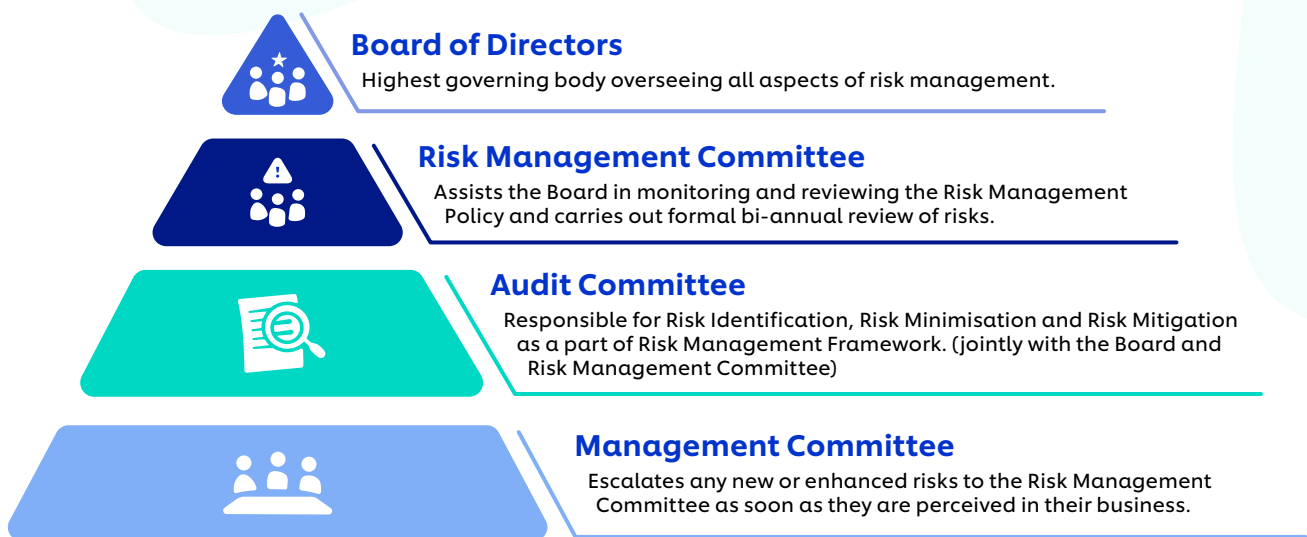 Board of Directors
Highest governing body overseeing all aspects of risk management.
Risk Management Committee
Assists the Board in monitoring and reviewing the Risk Management
Policy and carries out formal bi-annual review of risks.
Audit Committee
Responsible for Risk Identification, Risk Minimisation and Risk Mitigation
as a part of Risk Management Framework. (jointly with the Board and
Risk Management Committee)
Management Committee
Escalates any new or enhanced risks to the Risk Management
Committee as soon as they are perceived in their business.